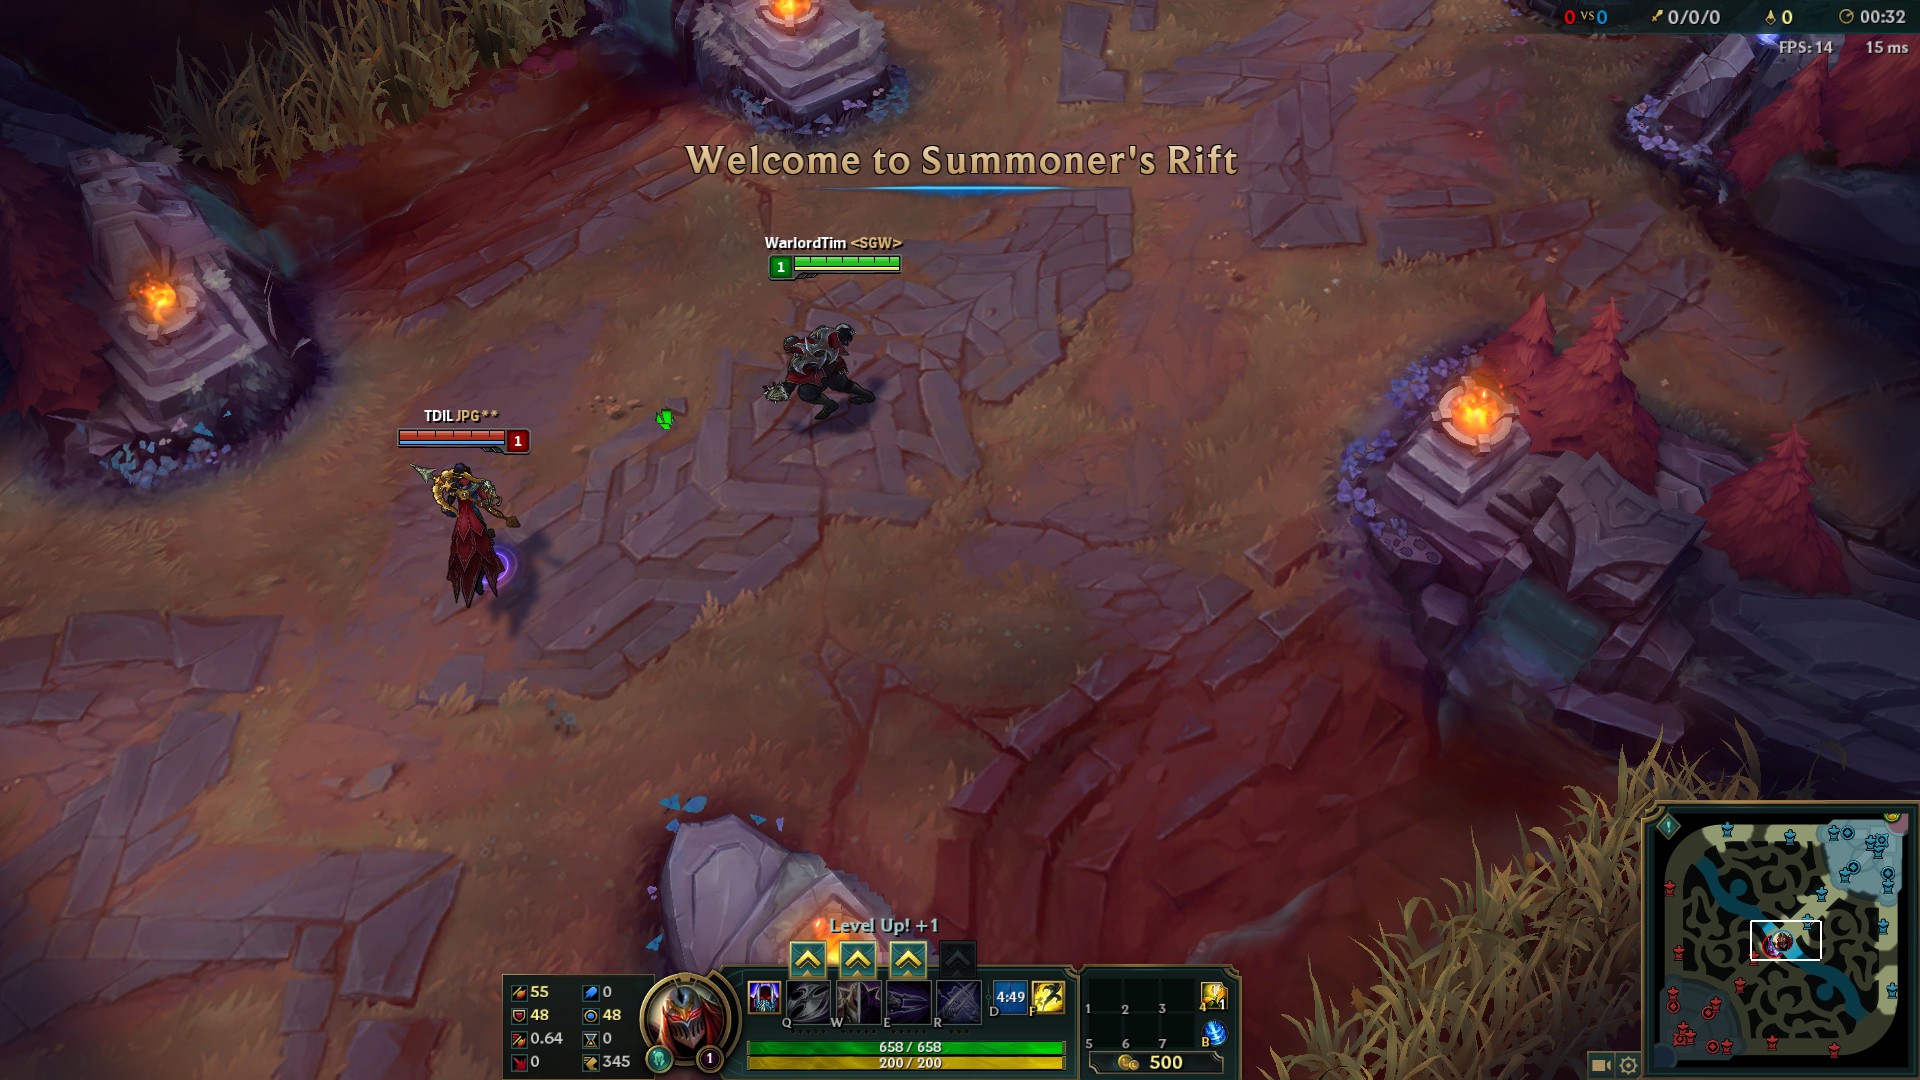 0 vs 0 0/0/0 0 00:32
FPS: 14 15 ms
Welcome to Summoner's Rift
WarlordTim <SGW>
1
TDIL JPG**
1
Level Up! +1
55 0
48 48
0.64 0
0 345
1
Q W E R
4:49
D F
658 / 658
200 / 200
1 2 3 4
1
5 6 7 B
500